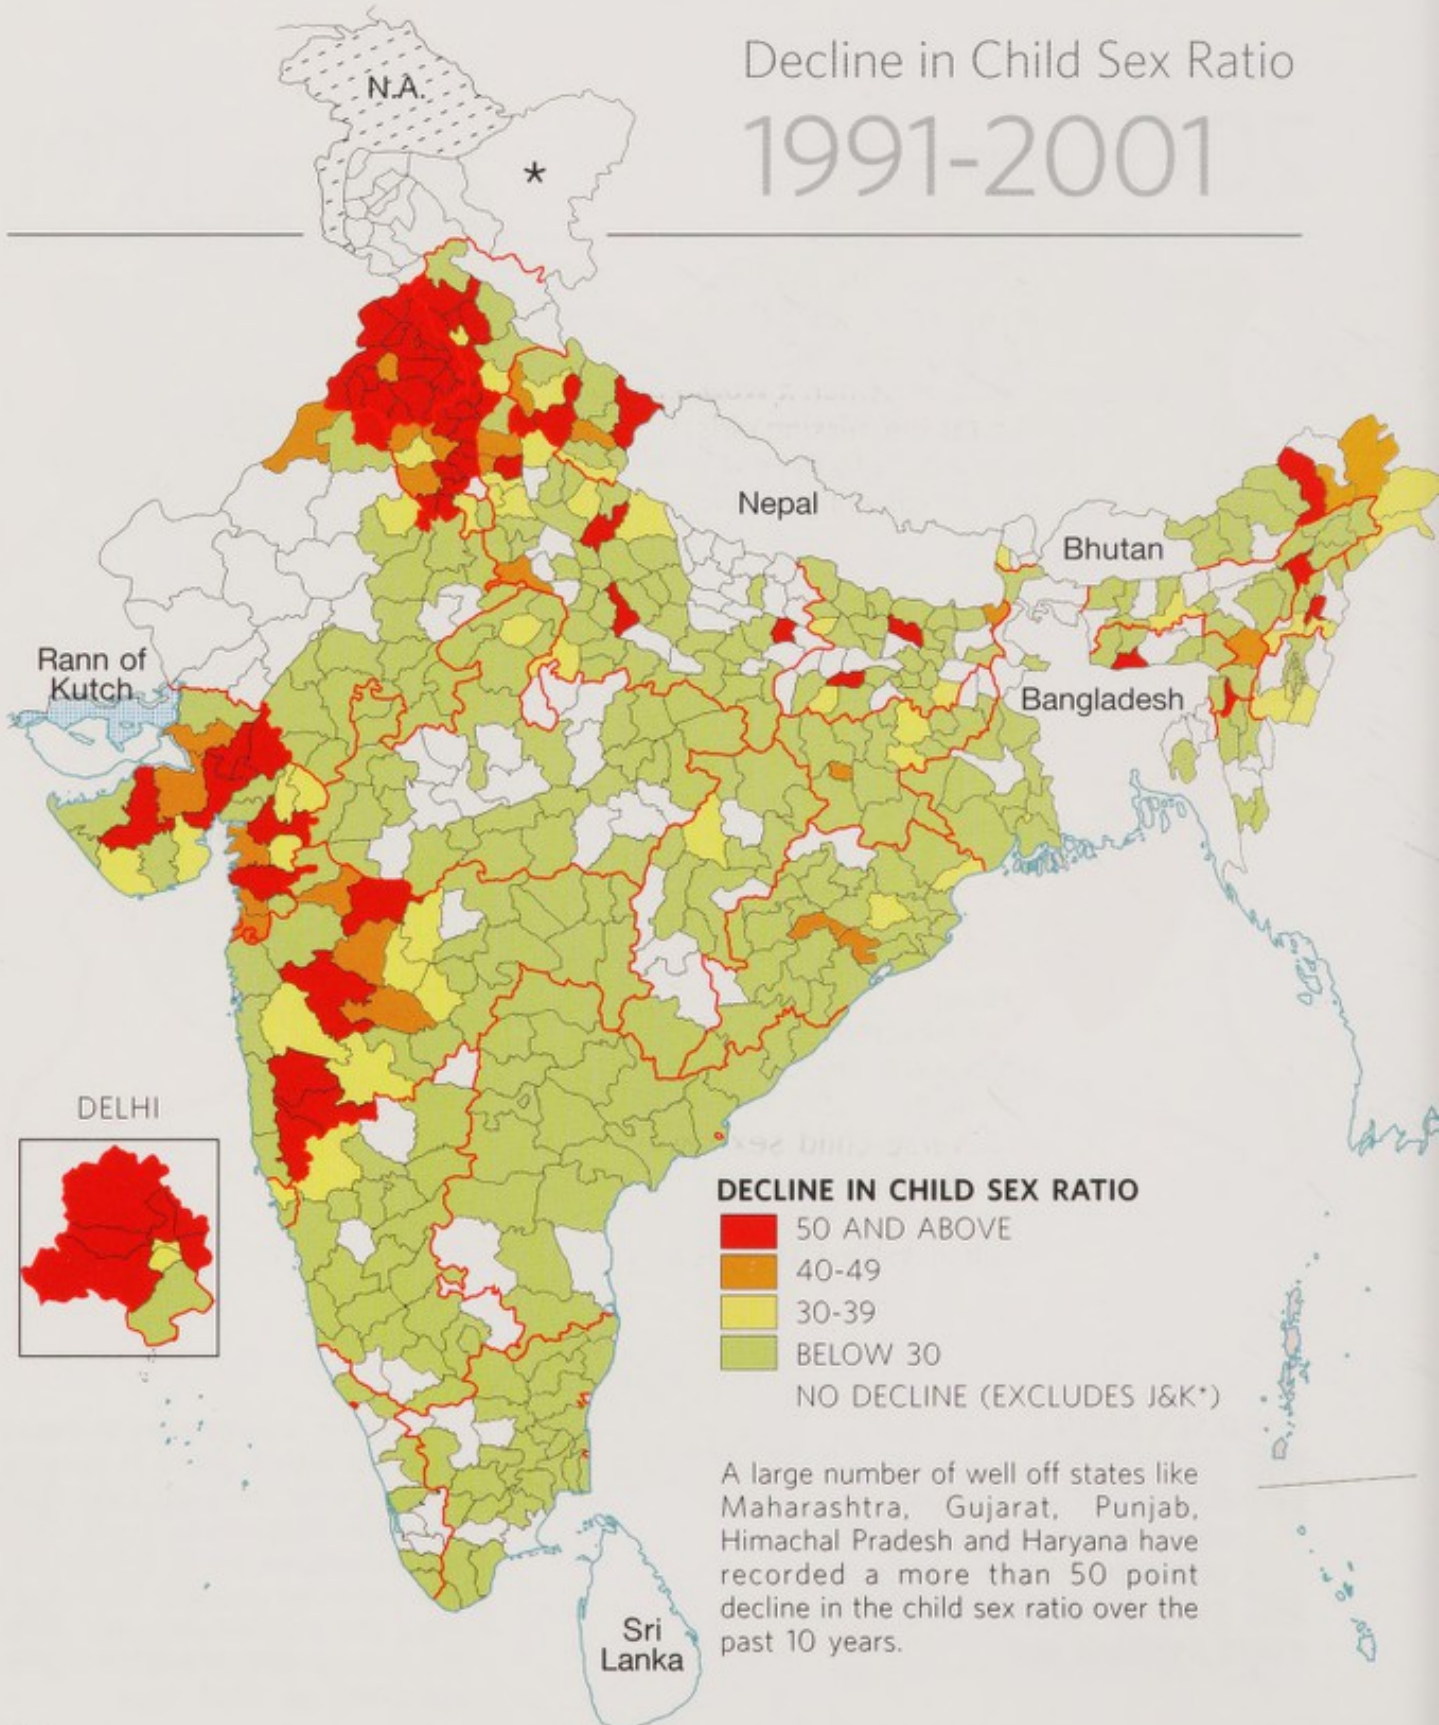 Decline in Child Sex Ratio
1991-2001
N.A.
*
Nepal
Bhutan
Rann of
Kutch
Bangladesh
DELHI
DECLINE IN CHILD SEX RATIO
50 AND ABOVE
40-49
30-39
BELOW 30
NO DECLINE (EXCLUDES J&K*)
A large number of well off states like
Maharashtra, Gujarat, Punjab,
Himachal Pradesh and Haryana have
recorded a more than 50 point
decline in the child sex ratio over the
past 10 years.
Sri
Lanka